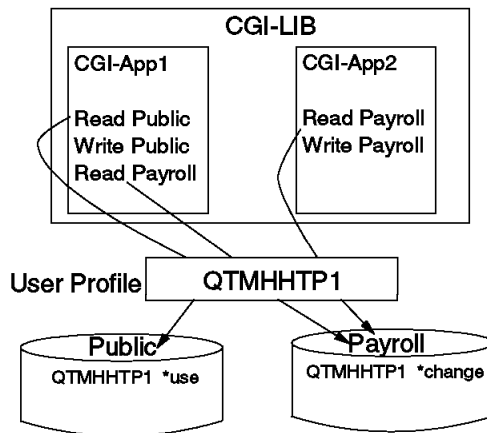 CGI-LIB
CGI-App1
Read Public
Write Public
Read Payroll
CGI-App2
Read Payroll
Write Payroll
User Profile
QTMHHTP1
Public
QTMHHTP1 *use
Payroll
QTMHHTP1 *change